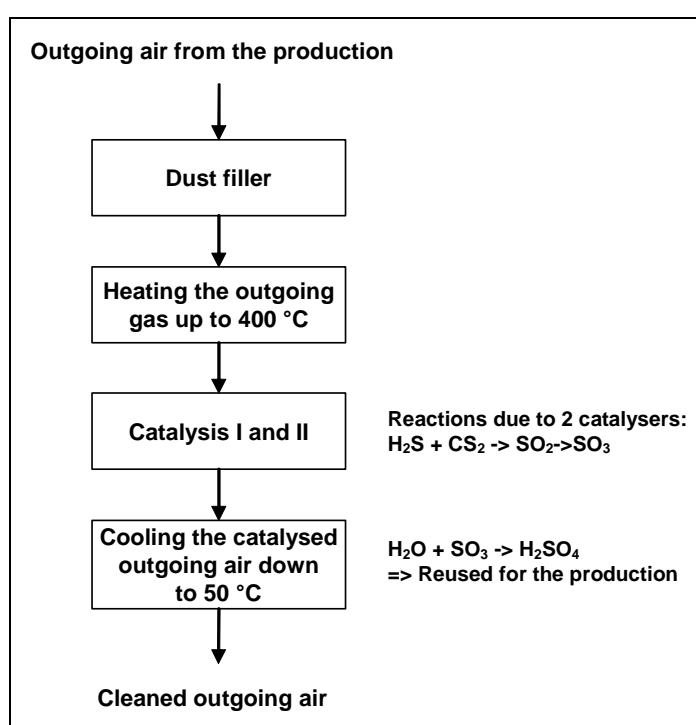 Outgoing air from the production
Dust filler
Heating the outgoing
gas up to 400 °C
Catalysis I and II
Reactions due to 2 catalysers:
H₂S + CS₂ -> SO₂->SO₃
Cooling the catalysed
outgoing air down
to 50 °C
H₂O + SO₃ -> H₂SO₄
=> Reused for the production
Cleaned outgoing air